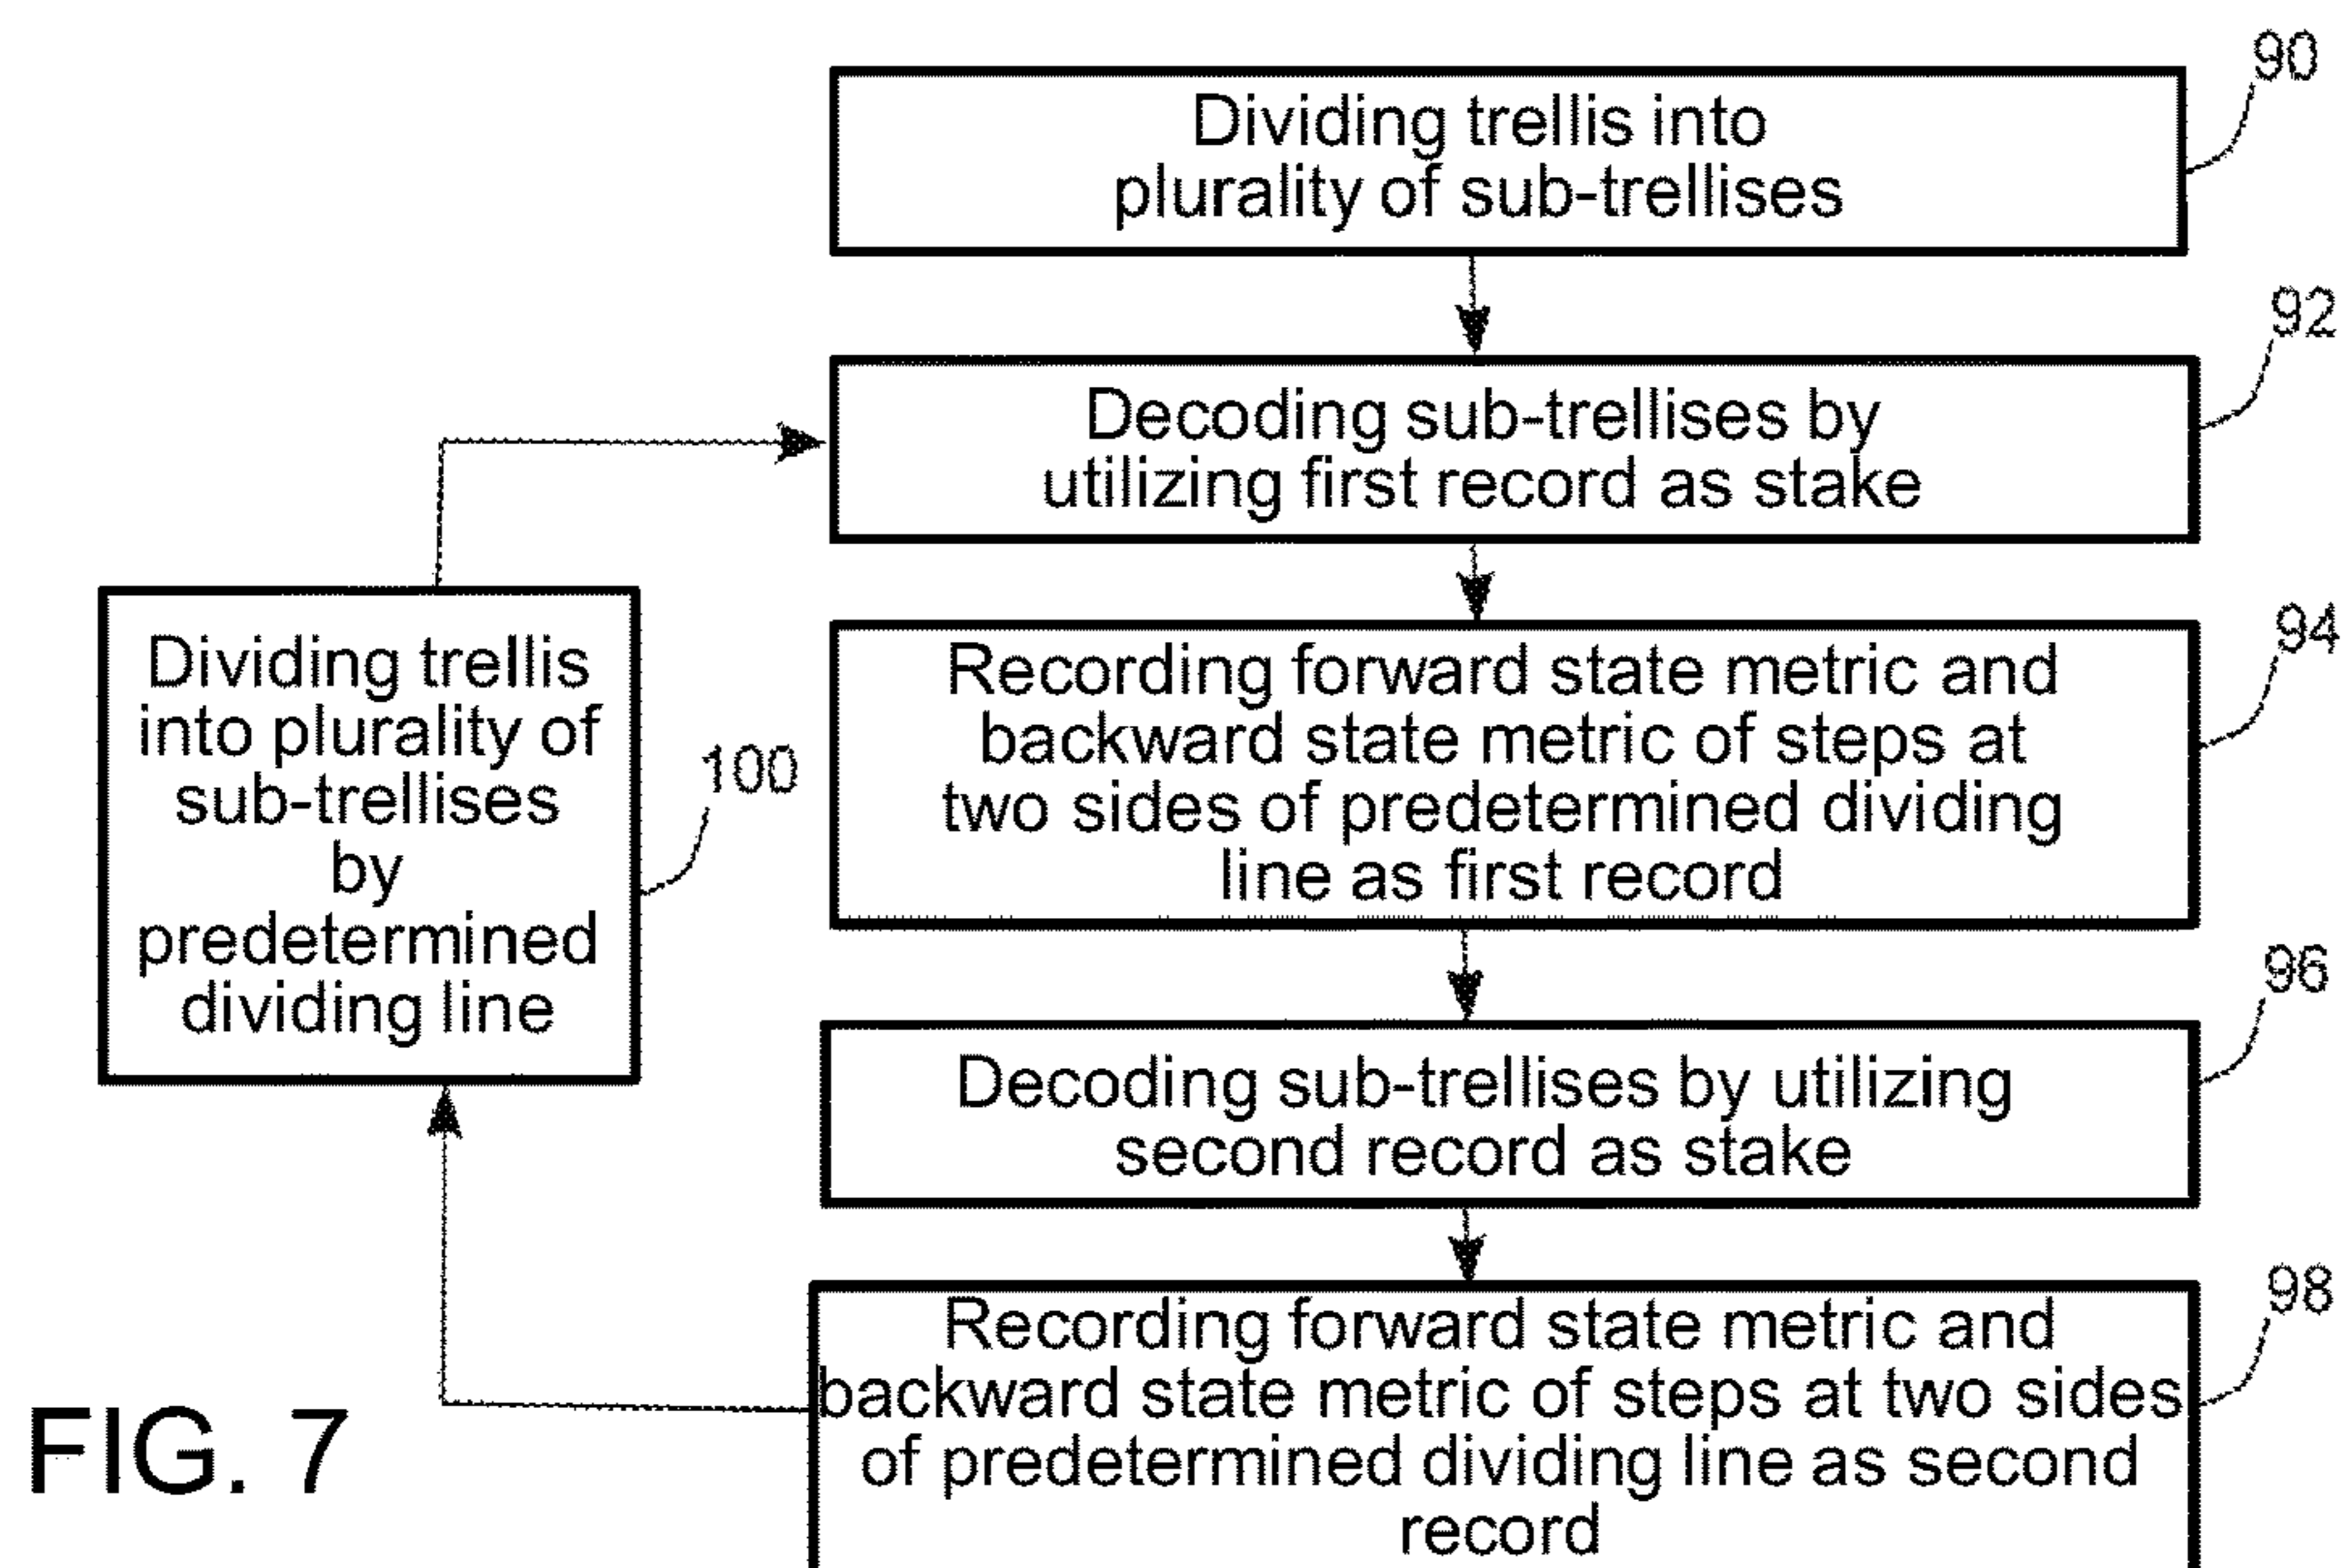 90
Dividing trellis into
plurality of sub-trellises
92
Decoding sub-trellises by
utilizing first record as stake
94
Recording forward state metric and
backward state metric of steps at
two sides of predetermined dividing
line as first record
96
Decoding sub-trellises by utilizing
second record as stake
98
Recording forward state metric and
backward state metric of steps at two sides
of predetermined dividing line as second
record
100
Dividing trellis
into plurality of
sub-trellises
by
predetermined
dividing line
FIG. 7